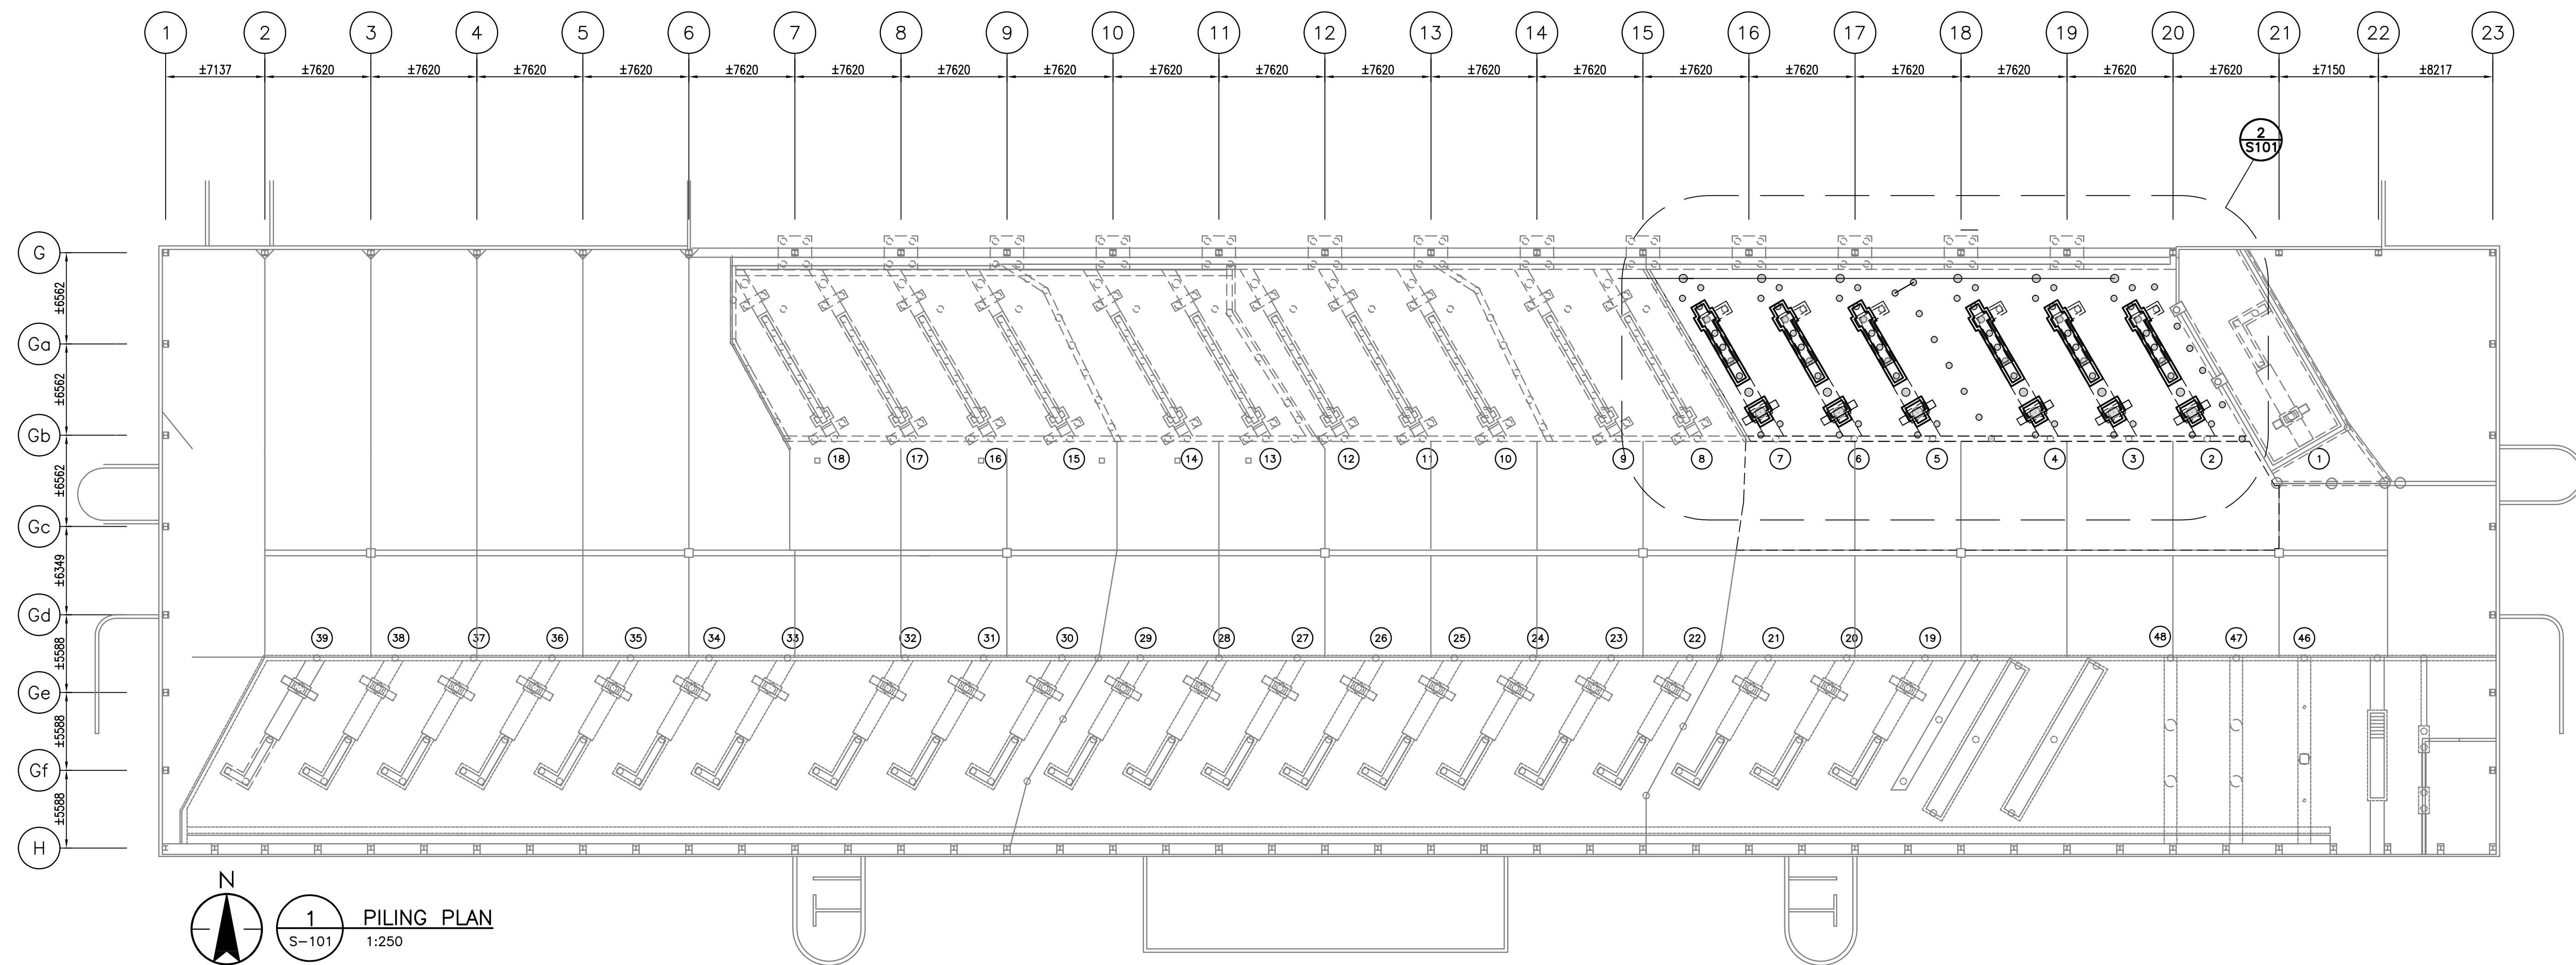 1 2 3 4 5 6 7 8 9 10 11 12 13 14 15 16 17 18 19 20 21 22 23
±7137 ±7620 ±7620 ±7620 ±7620 ±7620 ±7620 ±7620 ±7620 ±7620 ±7620 ±7620 ±7620 ±7620 ±7620 ±7620 ±7620 ±7620 ±7620 ±7620 ±7150 ±8217
2
S101
G
±6562
Ga
±6562
Gb
18 17 16 15 14 13 12 11 10 9 8 7 6 5 4 3 2 1
±6562
Gc
±6349
Gd
39 38 37 36 35 34 33 32 31 30 29 28 27 26 25 24 23 22 21 20 19 48 47 46
±5588
Ge
±5588
Gf
±5588
H
N
1 PILING PLAN
S-101 1:250